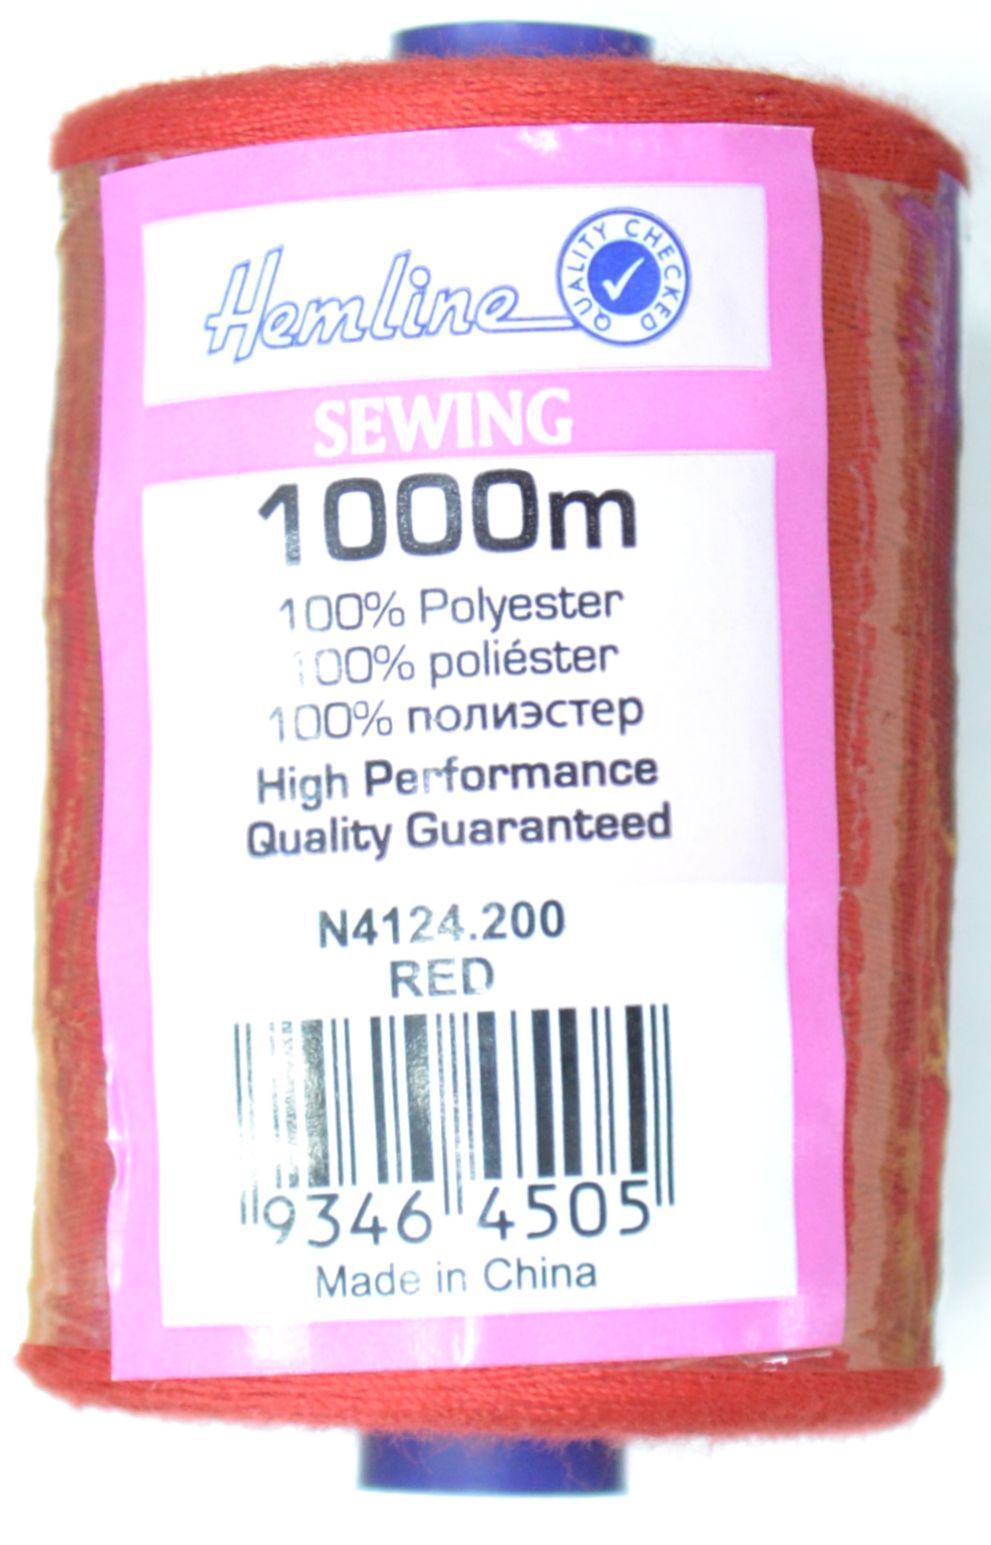 Hemline
QUALITY CHECKED
SEWING
1000m
100% Polyester
100% poliéster
100% полиэстер
High Performance
Quality Guaranteed
N4124.200
RED
9346 4505
Made in China